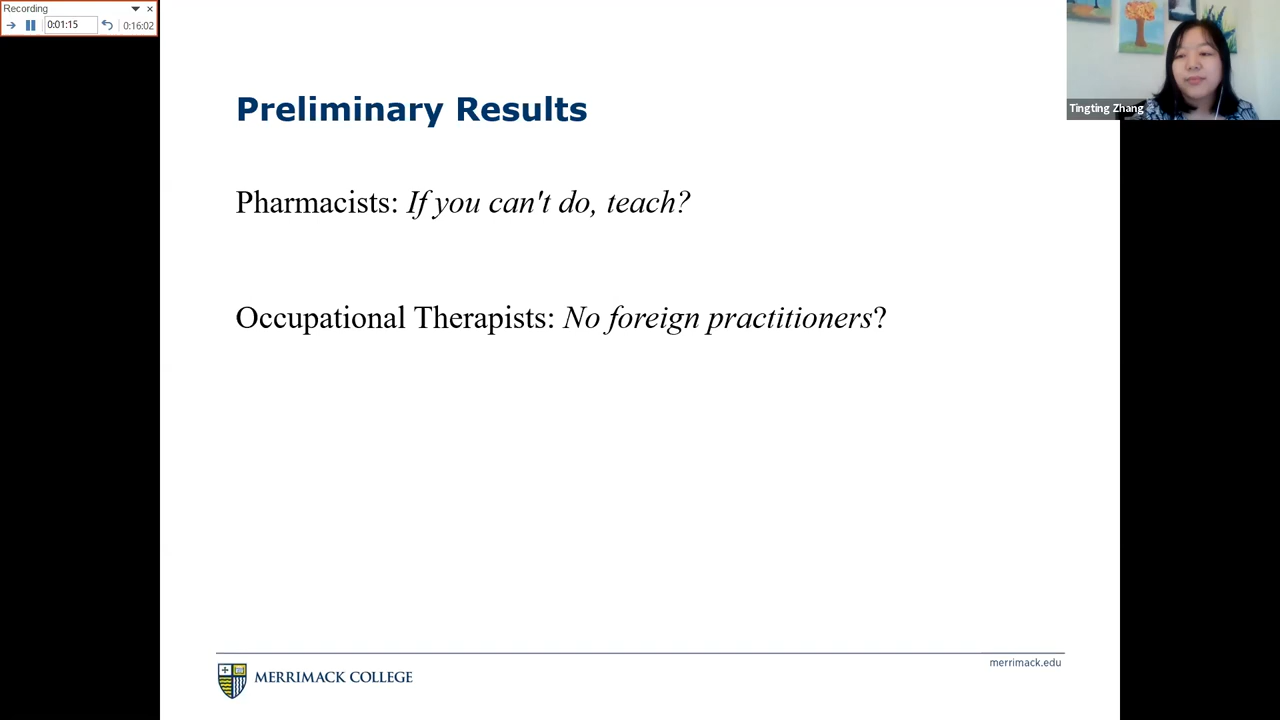 Recording
0:01:15
0:16:02
Tingting Zhang
Preliminary Results
Pharmacists: If you can't do, teach?
Occupational Therapists: No foreign practitioners?
merrimack.edu
MERRIMACK COLLEGE